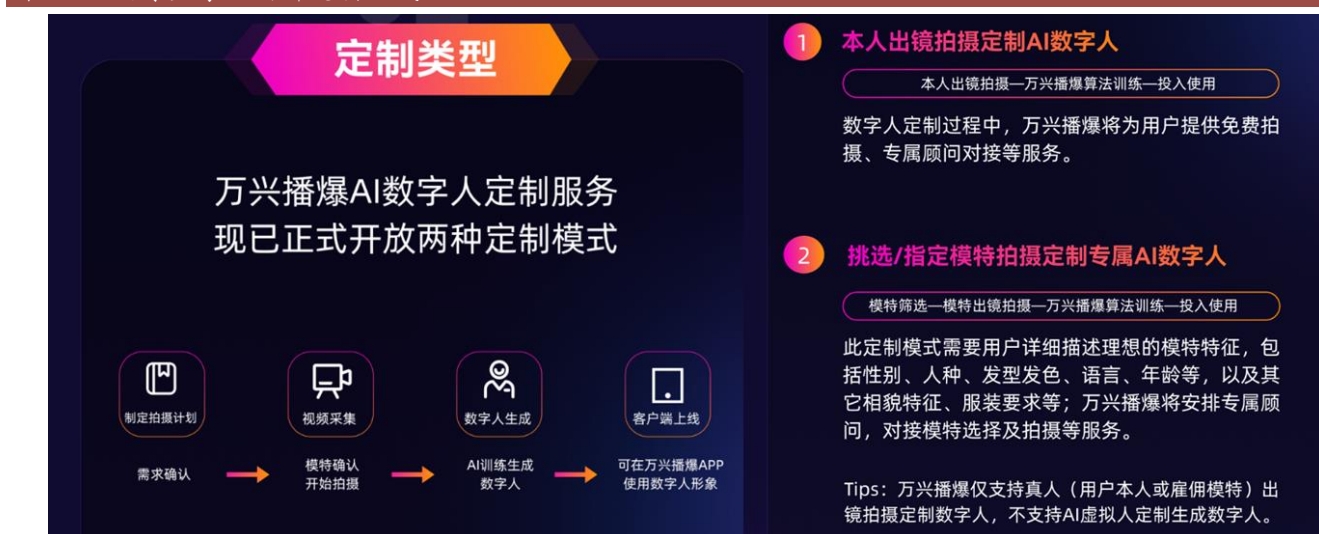 定制类型
万兴播爆AI数字人定制服务
现已正式开放两种定制模式
制定拍摄计划
视频采集
数字人生成
客户端上线
需求确认
模特确认
开始拍摄
AI训练生成
数字人
可在万兴播爆APP
使用数字人形象
1 本人出镜拍摄定制AI数字人
本人出镜拍摄—万兴播爆算法训练—投入使用
数字人定制过程中，万兴播爆将为用户提供免费拍
摄、专属顾问对接等服务。
2 挑选/指定模特拍摄定制专属AI数字人
模特筛选—模特出镜拍摄—万兴播爆算法训练—投入使用
此定制模式需要用户详细描述理想的模特特征，包
括性别、人种、发型发色、语言、年龄等，以及其
它相貌特征、服装要求等；万兴播爆将安排专属顾
问，对接模特选择及拍摄等服务。
Tips：万兴播爆仅支持真人（用户本人或雇佣模特）出
镜拍摄定制数字人，不支持AI虚拟人定制生成数字人。